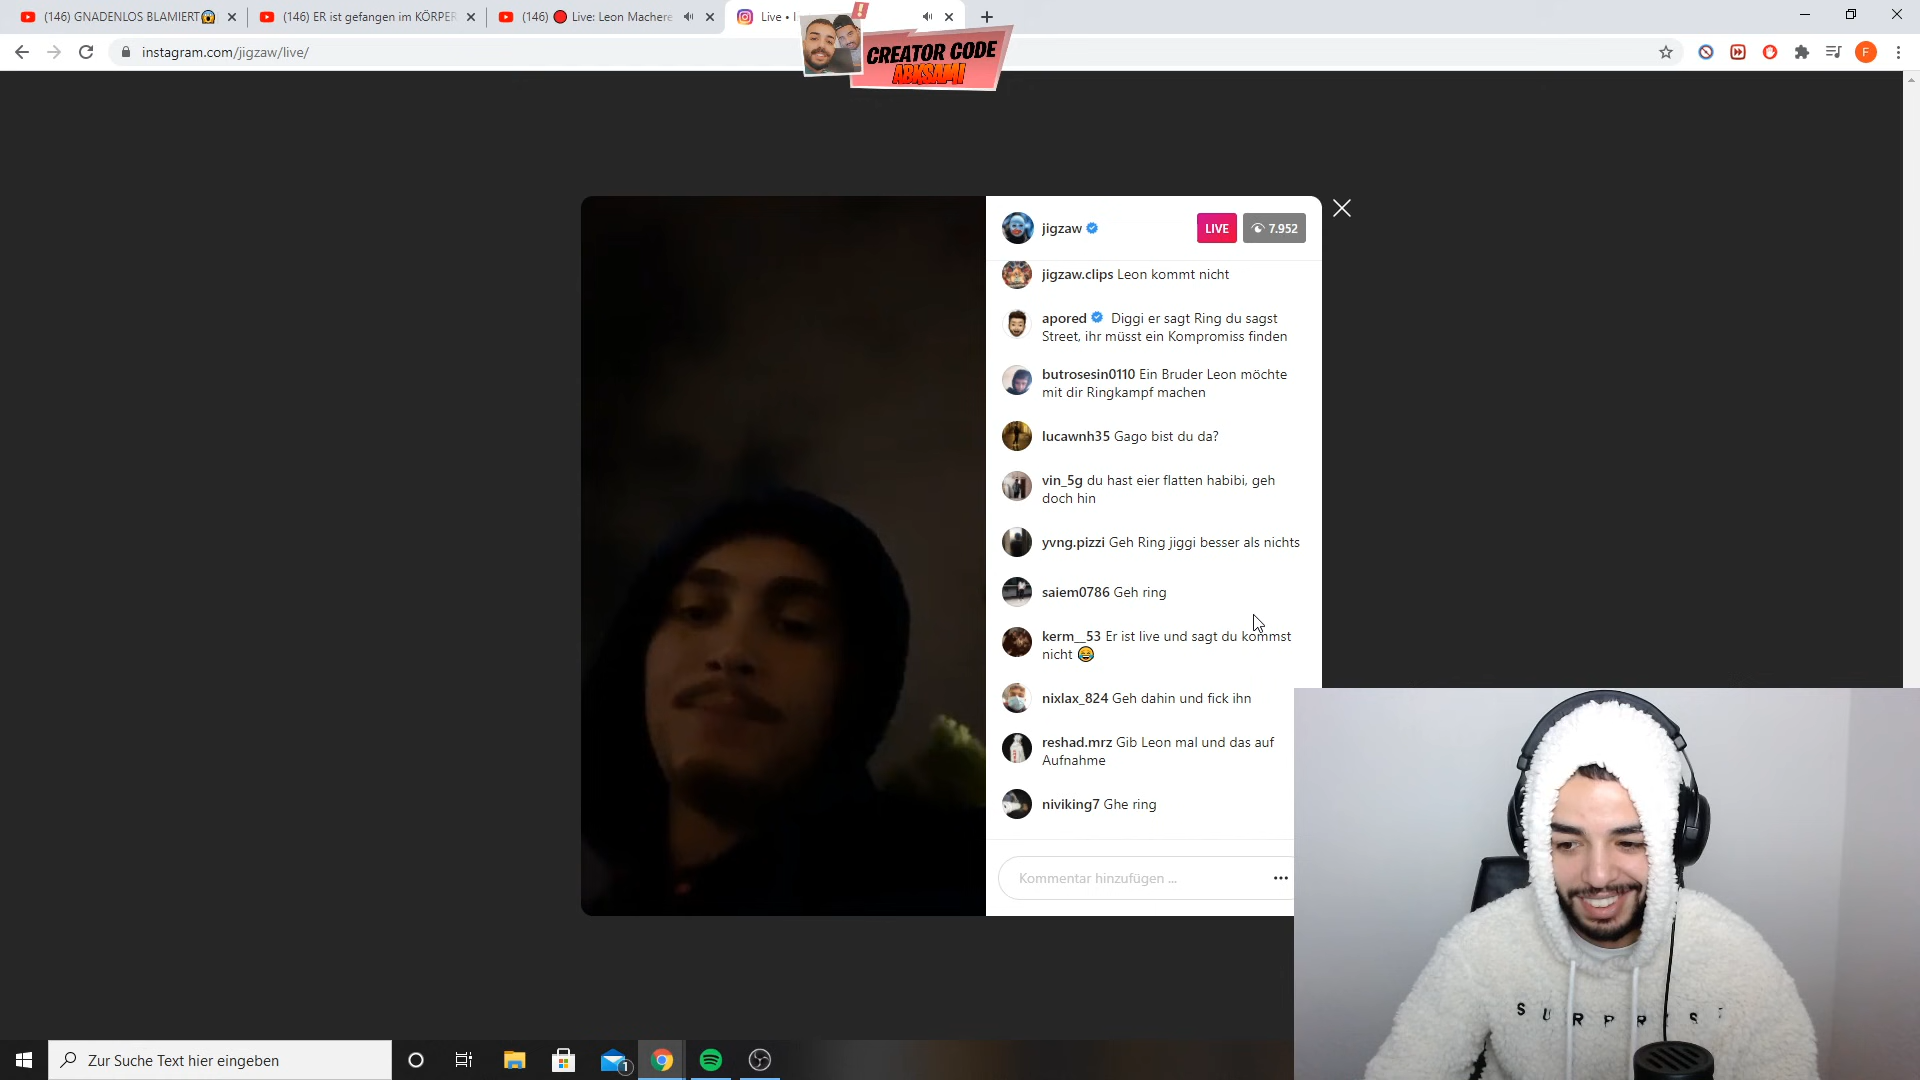 (146) GNADENLOS BLAMIERT😱
(146) ER ist gefangen im KÖRPER
(146) 🔴 Live: Leon Machere
Live • I
instagram.com/jigzaw/live/
F
CREATOR CODE
ABKSAMI
jigzaw
LIVE
7.952
jigzaw.clips Leon kommt nicht
apored Diggi er sagt Ring du sagst
Street, ihr müsst ein Kompromiss finden
butrosesin0110 Ein Bruder Leon möchte
mit dir Ringkampf machen
lucawnh35 Gago bist du da?
vin_5g du hast eier flatten habibi, geh
doch hin
yvng.pizzi Geh Ring jiggi besser als nichts
saiem0786 Geh ring
kerm__53 Er ist live und sagt du kommst
nicht 😂
nixlax_824 Geh dahin und fick ihn
reshad.mrz Gib Leon mal und das auf
Aufnahme
niviking7 Ghe ring
Kommentar hinzufügen ...
SURPRIS
Zur Suche Text hier eingeben
1